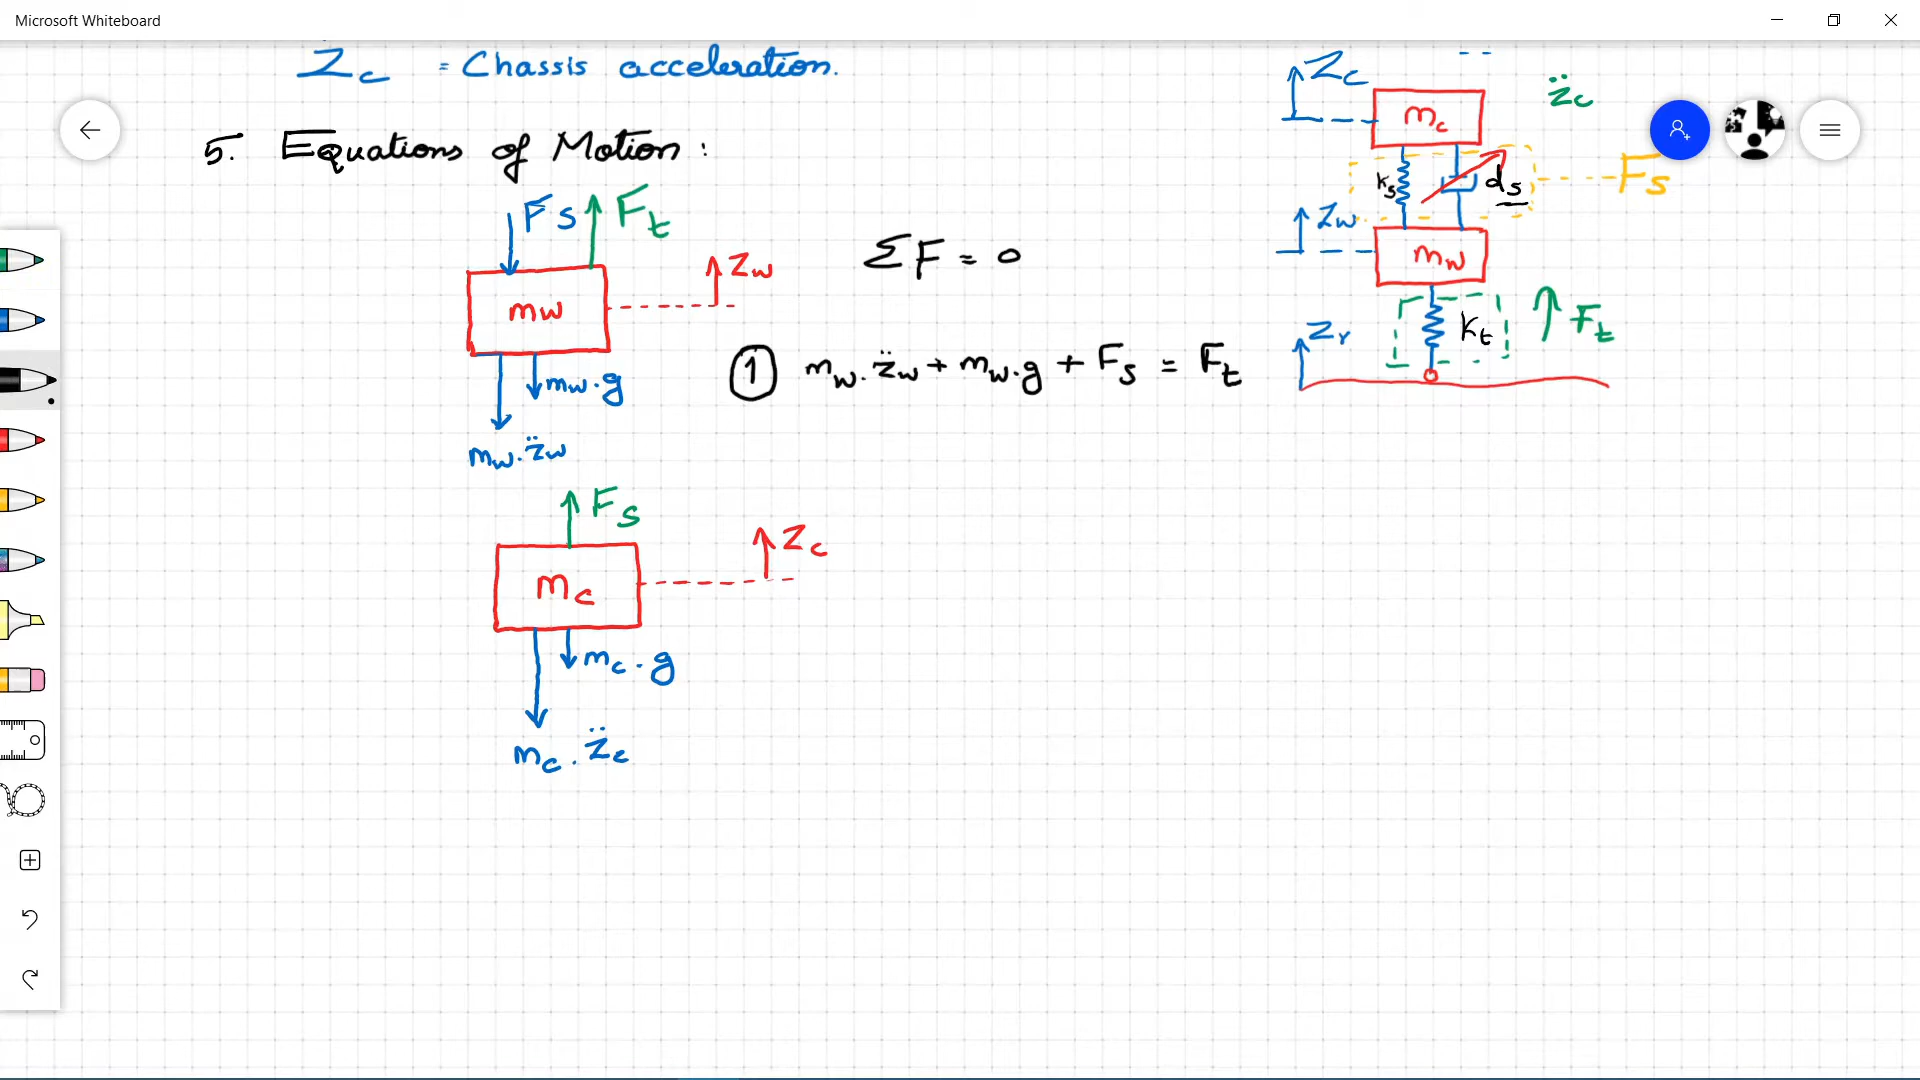 Microsoft Whiteboard
Z̈c = Chassis acceleration.
5. Equations of Motion :
Fs Ft
mw
Zw
mw.g
mw.z̈w
ΣF = 0
① mw.z̈w + mw.g + Fs = Ft
Fs
mc
Zc
mc.g
mc.z̈c
Zc
mc
z̈c
Ks
ds
Fs
Zw
mw
Zr
Kt
Ft